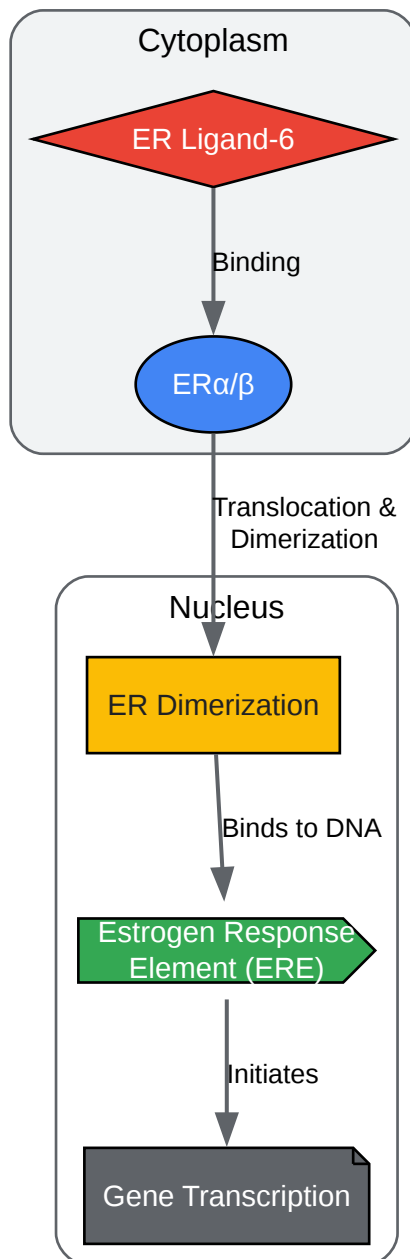 Cytoplasm
ER Ligand-6
Binding
ERα/β
Translocation &
Dimerization
Nucleus
ER Dimerization
Binds to DNA
Estrogen Response
Element (ERE)
Initiates
Gene Transcription